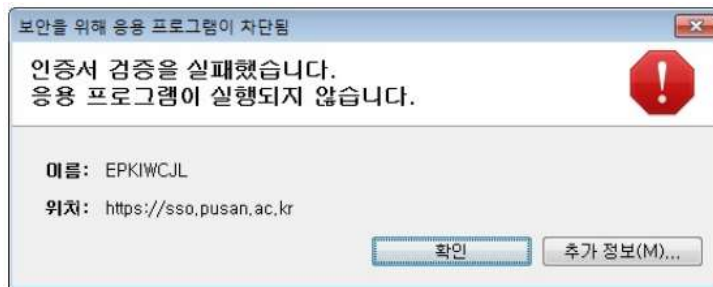 보안을 위해 응용 프로그램이 차단됨
인증서 검증을 실패했습니다.
응용 프로그램이 실행되지 않습니다.
이름: EPKIWCJL
위치: https://sso.pusan.ac.kr
확인
추가 정보(M)...